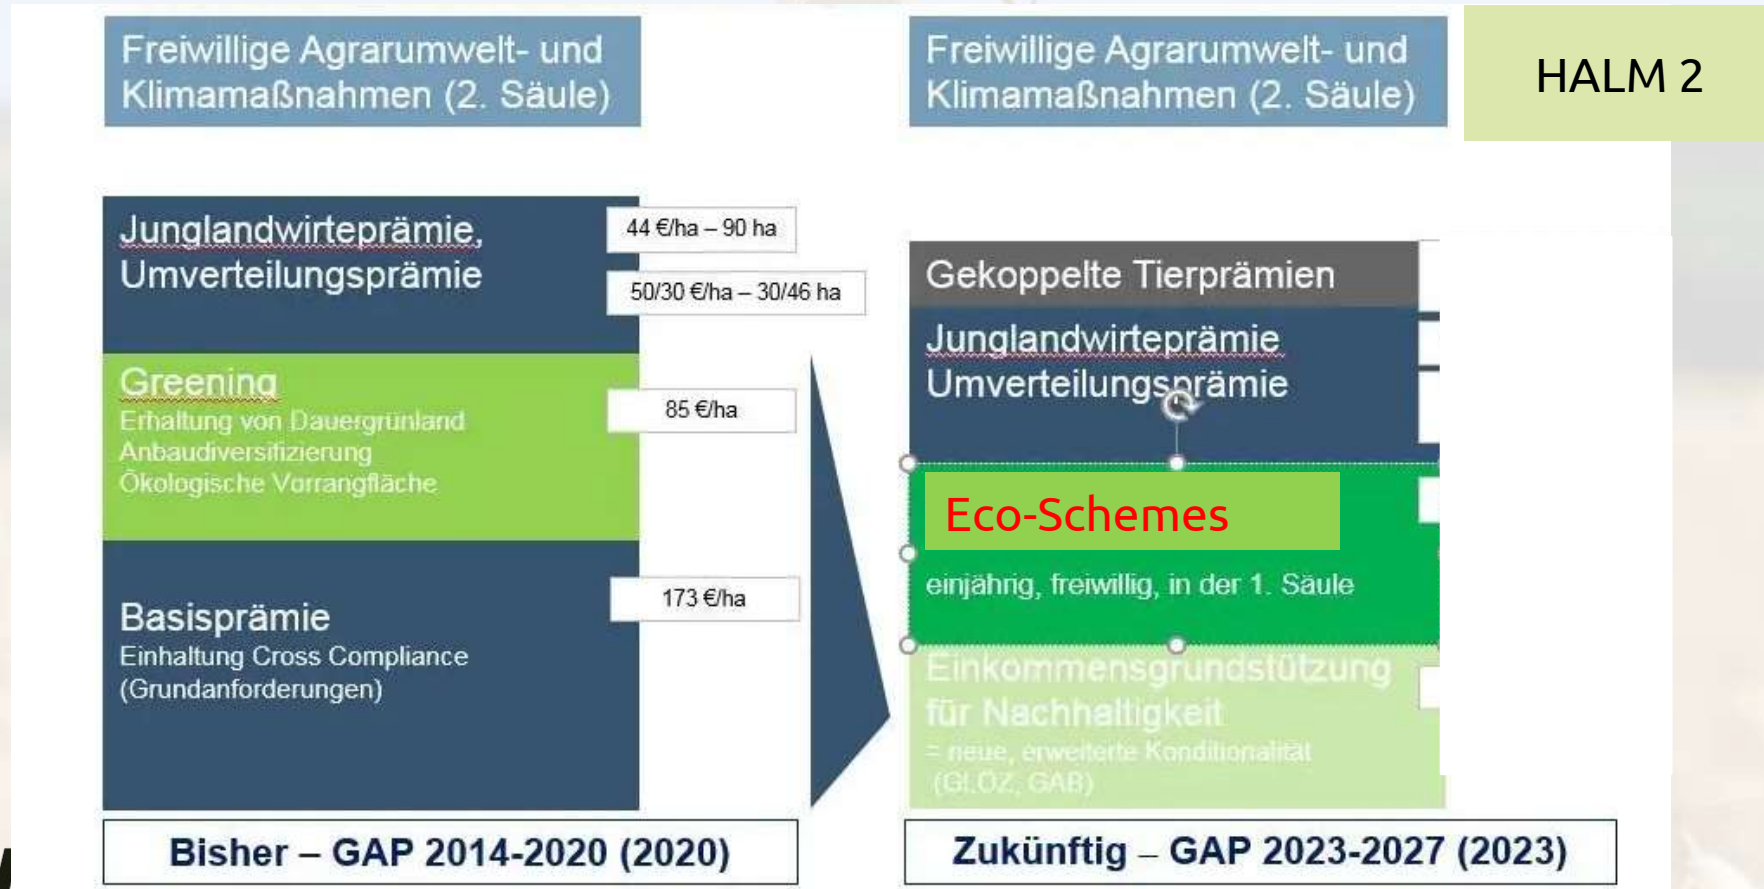 Freiwillige Agrarumwelt- und
Klimamaßnahmen (2. Säule)
Junglandwirteprämie,
Umverteilungsprämie
44 €/ha – 90 ha
50/30 €/ha – 30/46 ha
Greening
Erhaltung von Dauergrünland
Anbaudiversifizierung
Ökologische Vorrangfläche
85 €/ha
Basisprämie
Einhaltung Cross Compliance
(Grundanforderungen)
173 €/ha
Bisher – GAP 2014-2020 (2020)
Freiwillige Agrarumwelt- und
Klimamaßnahmen (2. Säule)
HALM 2
Gekoppelte Tierprämien
Junglandwirteprämie
Umverteilungsprämie
Eco-Schemes
einjährig, freiwillig, in der 1. Säule
Einkommensgrundstützung
für Nachhaltigkeit
= neue, erweiterte Konditionalität
(GLÖZ, GAB)
Zukünftig – GAP 2023-2027 (2023)